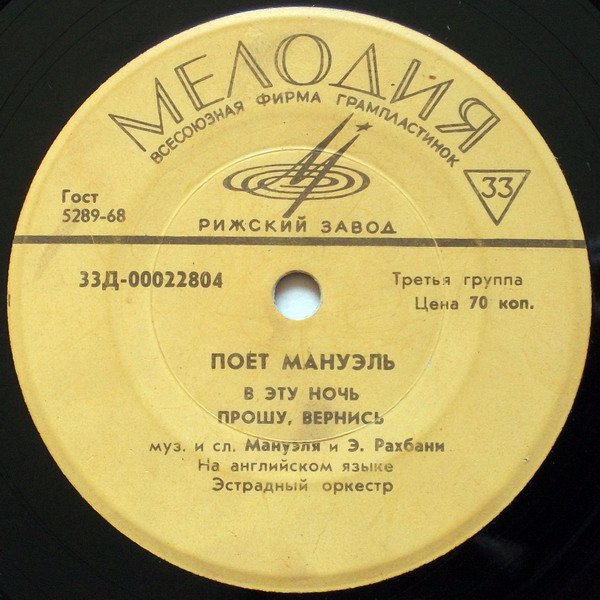 МЕЛОДИЯ
ВСЕСОЮЗНАЯ ФИРМА ГРАМПЛАСТИНОК
33
Гост
5289-68
РИЖСКИЙ ЗАВОД
33Д-00022804
Третья группа
Цена 70 коп.
ПОЕТ МАНУЭЛЬ
В ЭТУ НОЧЬ
ПРОШУ, ВЕРНИСЬ
муз. и сл. Мануэля и Э. Рахбани
На английском языке
Эстрадный оркестр